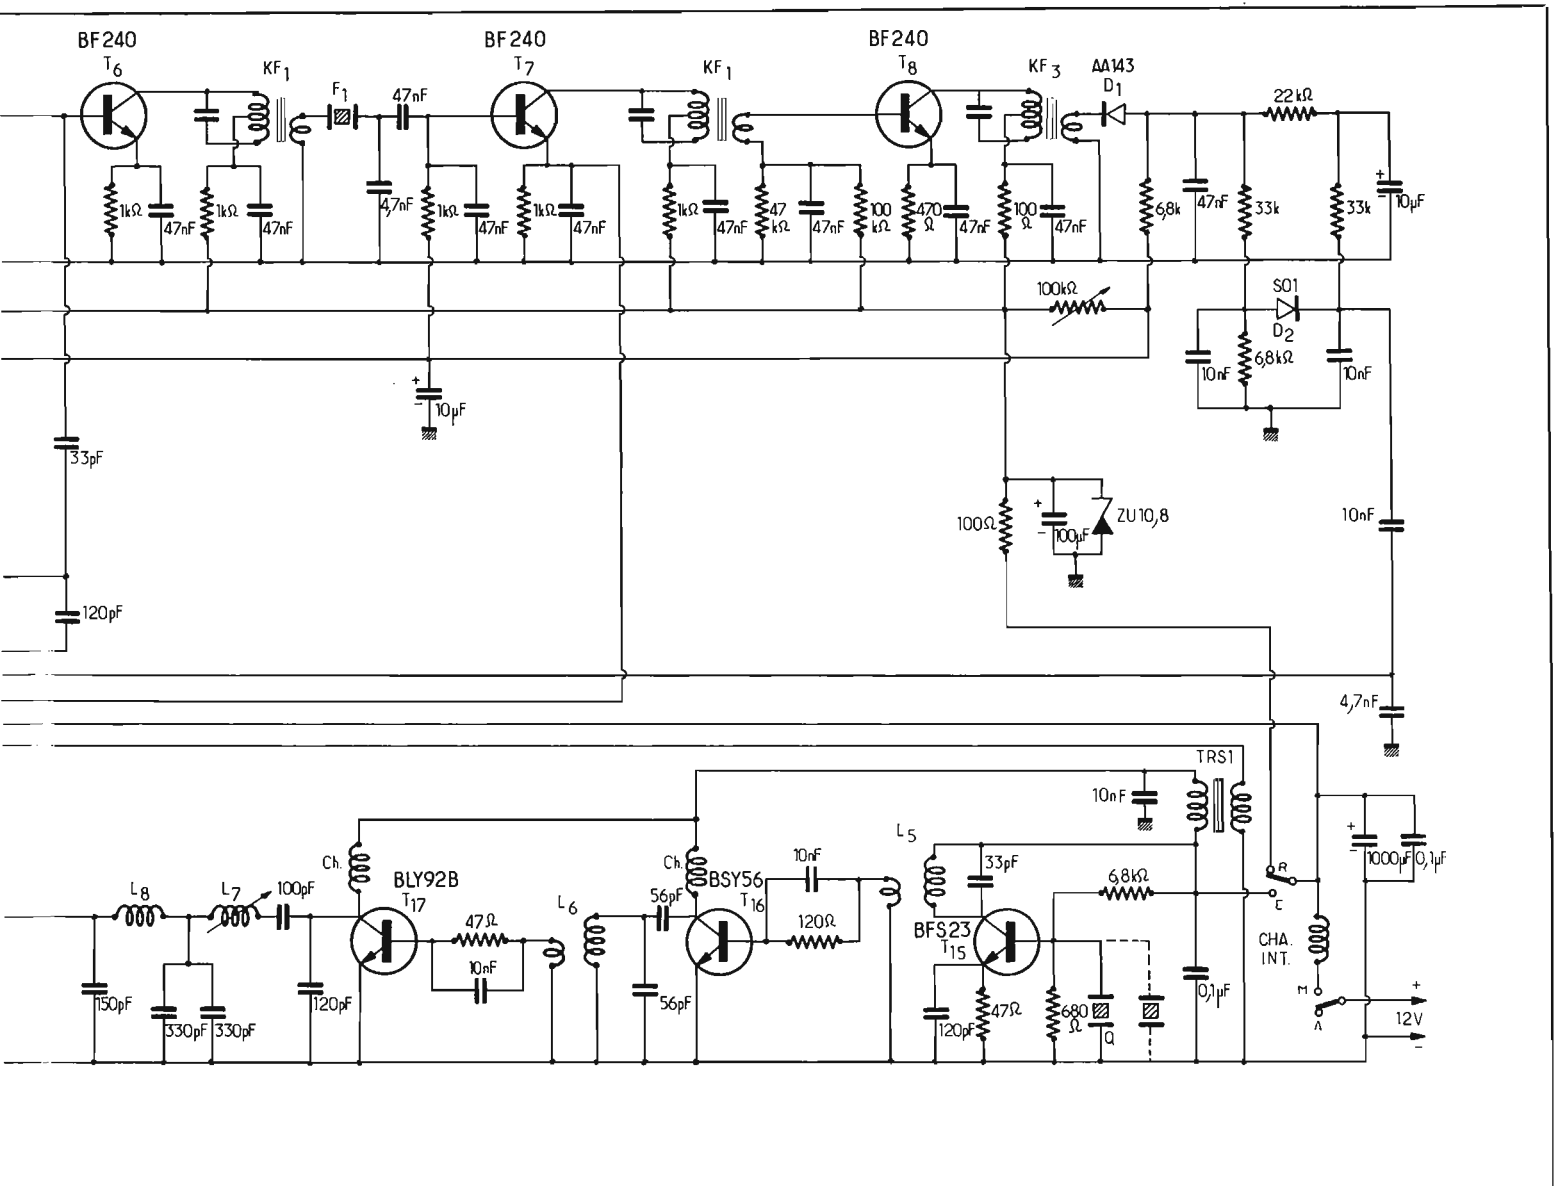 BF240
T6
KF1
F1
47nF
BF240
T7
KF1
BF240
T8
KF3
AA143
D1
22kΩ
1kΩ
47nF
1kΩ
47nF
4,7nF
1kΩ
47nF
1kΩ
47nF
1kΩ
47nF
47
kΩ
47nF
100
kΩ
470
Ω
47nF
100
Ω
47nF
6,8k
47nF
33k
33k
+
-
10µF
100kΩ
S01
D2
10nF
6,8kΩ
10nF
+
-
10µF
33pF
100Ω
+
-
100µF
ZU10,8
10nF
120pF
4,7nF
TRS1
10nF
L5
Ch.
BLY92B
T17
Ch.
BSY56
T16
10nF
33pF
6,8kΩ
R
E
+
-
1000µF
0,1µF
L8
L7
100pF
L6
56pF
47Ω
10nF
120Ω
BFS23
T15
CHA.
INT.
M
A
+
12V
-
150pF
330pF
330pF
120pF
56pF
120pF
47Ω
680
Ω
Q
0,1µF